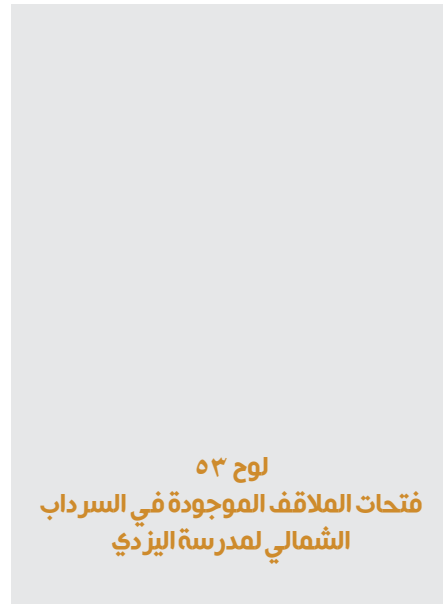 لوح ٥٣
فتحات الملاقف الموجودة في السرداب
الشمالي لمدرسة اليزدي